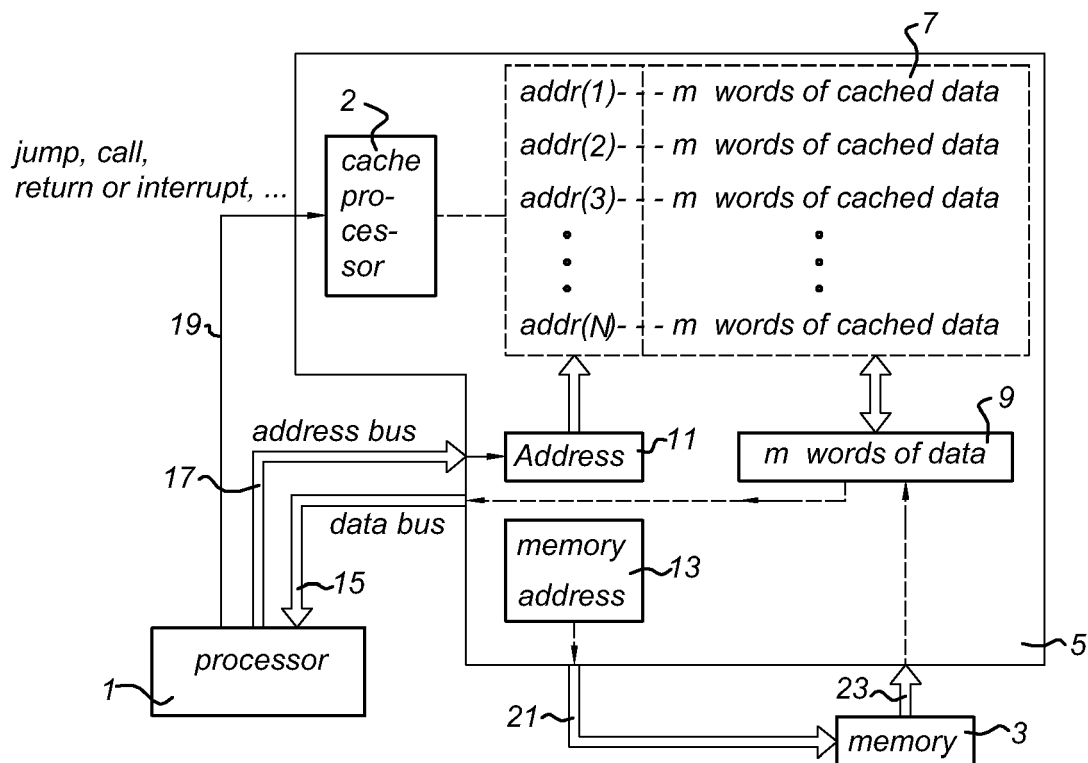 7
addr(1)- - - m words of cached data
2
addr(2)- - - m words of cached data
cache
pro-
ces-
sor
jump, call,
return or interrupt, ...
addr(3)- - - m words of cached data
addr(N)- - - m words of cached data
19
9
address bus
11
Address
m words of data
17
data bus
memory
address
13
15
processor
1
5
21
23
memory
3